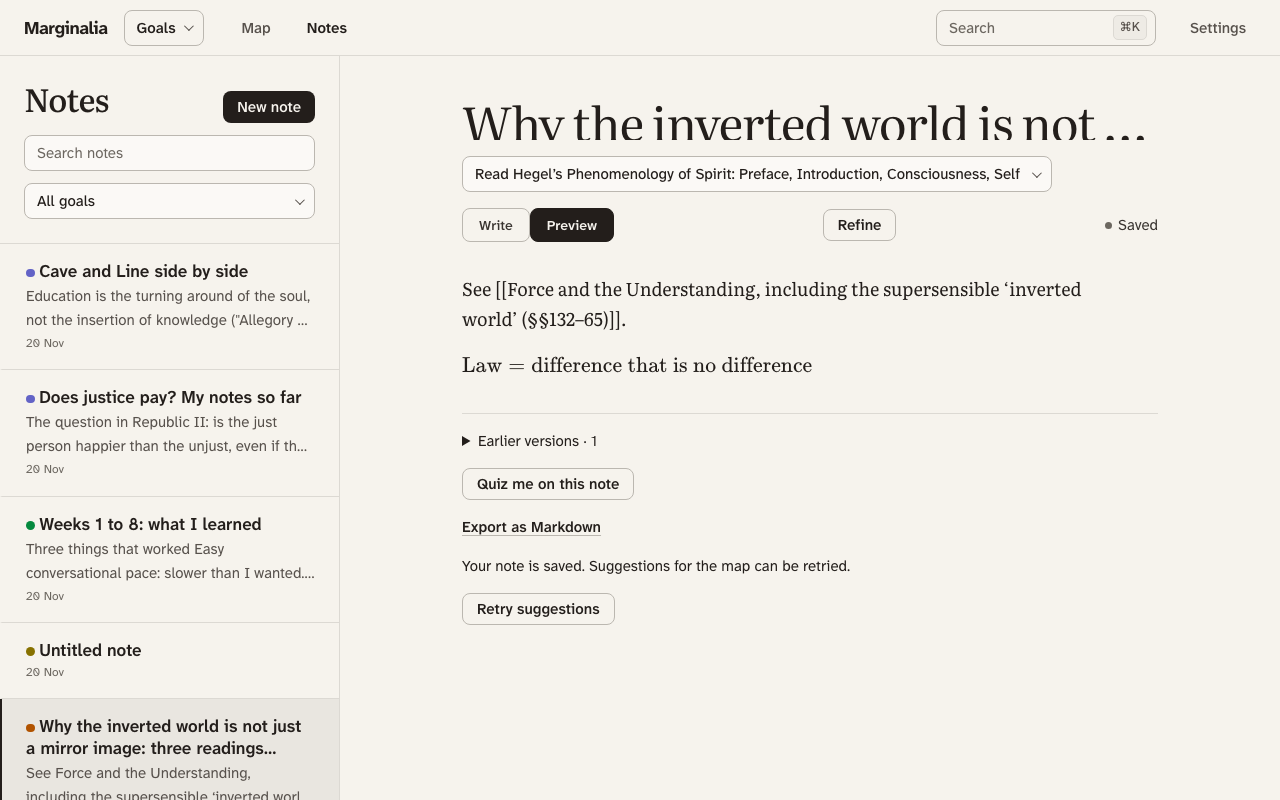 Marginalia
Goals
Map
Notes
Search
⌘K
Settings
Notes
New note
Search notes
All goals
Cave and Line side by side
Education is the turning around of the soul,
not the insertion of knowledge ("Allegory ...
20 Nov
Does justice pay? My notes so far
The question in Republic II: is the just
person happier than the unjust, even if th...
20 Nov
Weeks 1 to 8: what I learned
Three things that worked Easy
conversational pace: slower than I wanted....
20 Nov
Untitled note
20 Nov
Why the inverted world is not just
a mirror image: three readings...
See Force and the Understanding,
including the supersensible ‘inverted worl
Why the inverted world is not ...
Read Hegel’s Phenomenology of Spirit: Preface, Introduction, Consciousness, Self
Write
Preview
Refine
Saved
See [[Force and the Understanding, including the supersensible ‘inverted
world’ (§§132–65)]].
Law = difference that is no difference
Earlier versions · 1
Quiz me on this note
Export as Markdown
Your note is saved. Suggestions for the map can be retried.
Retry suggestions